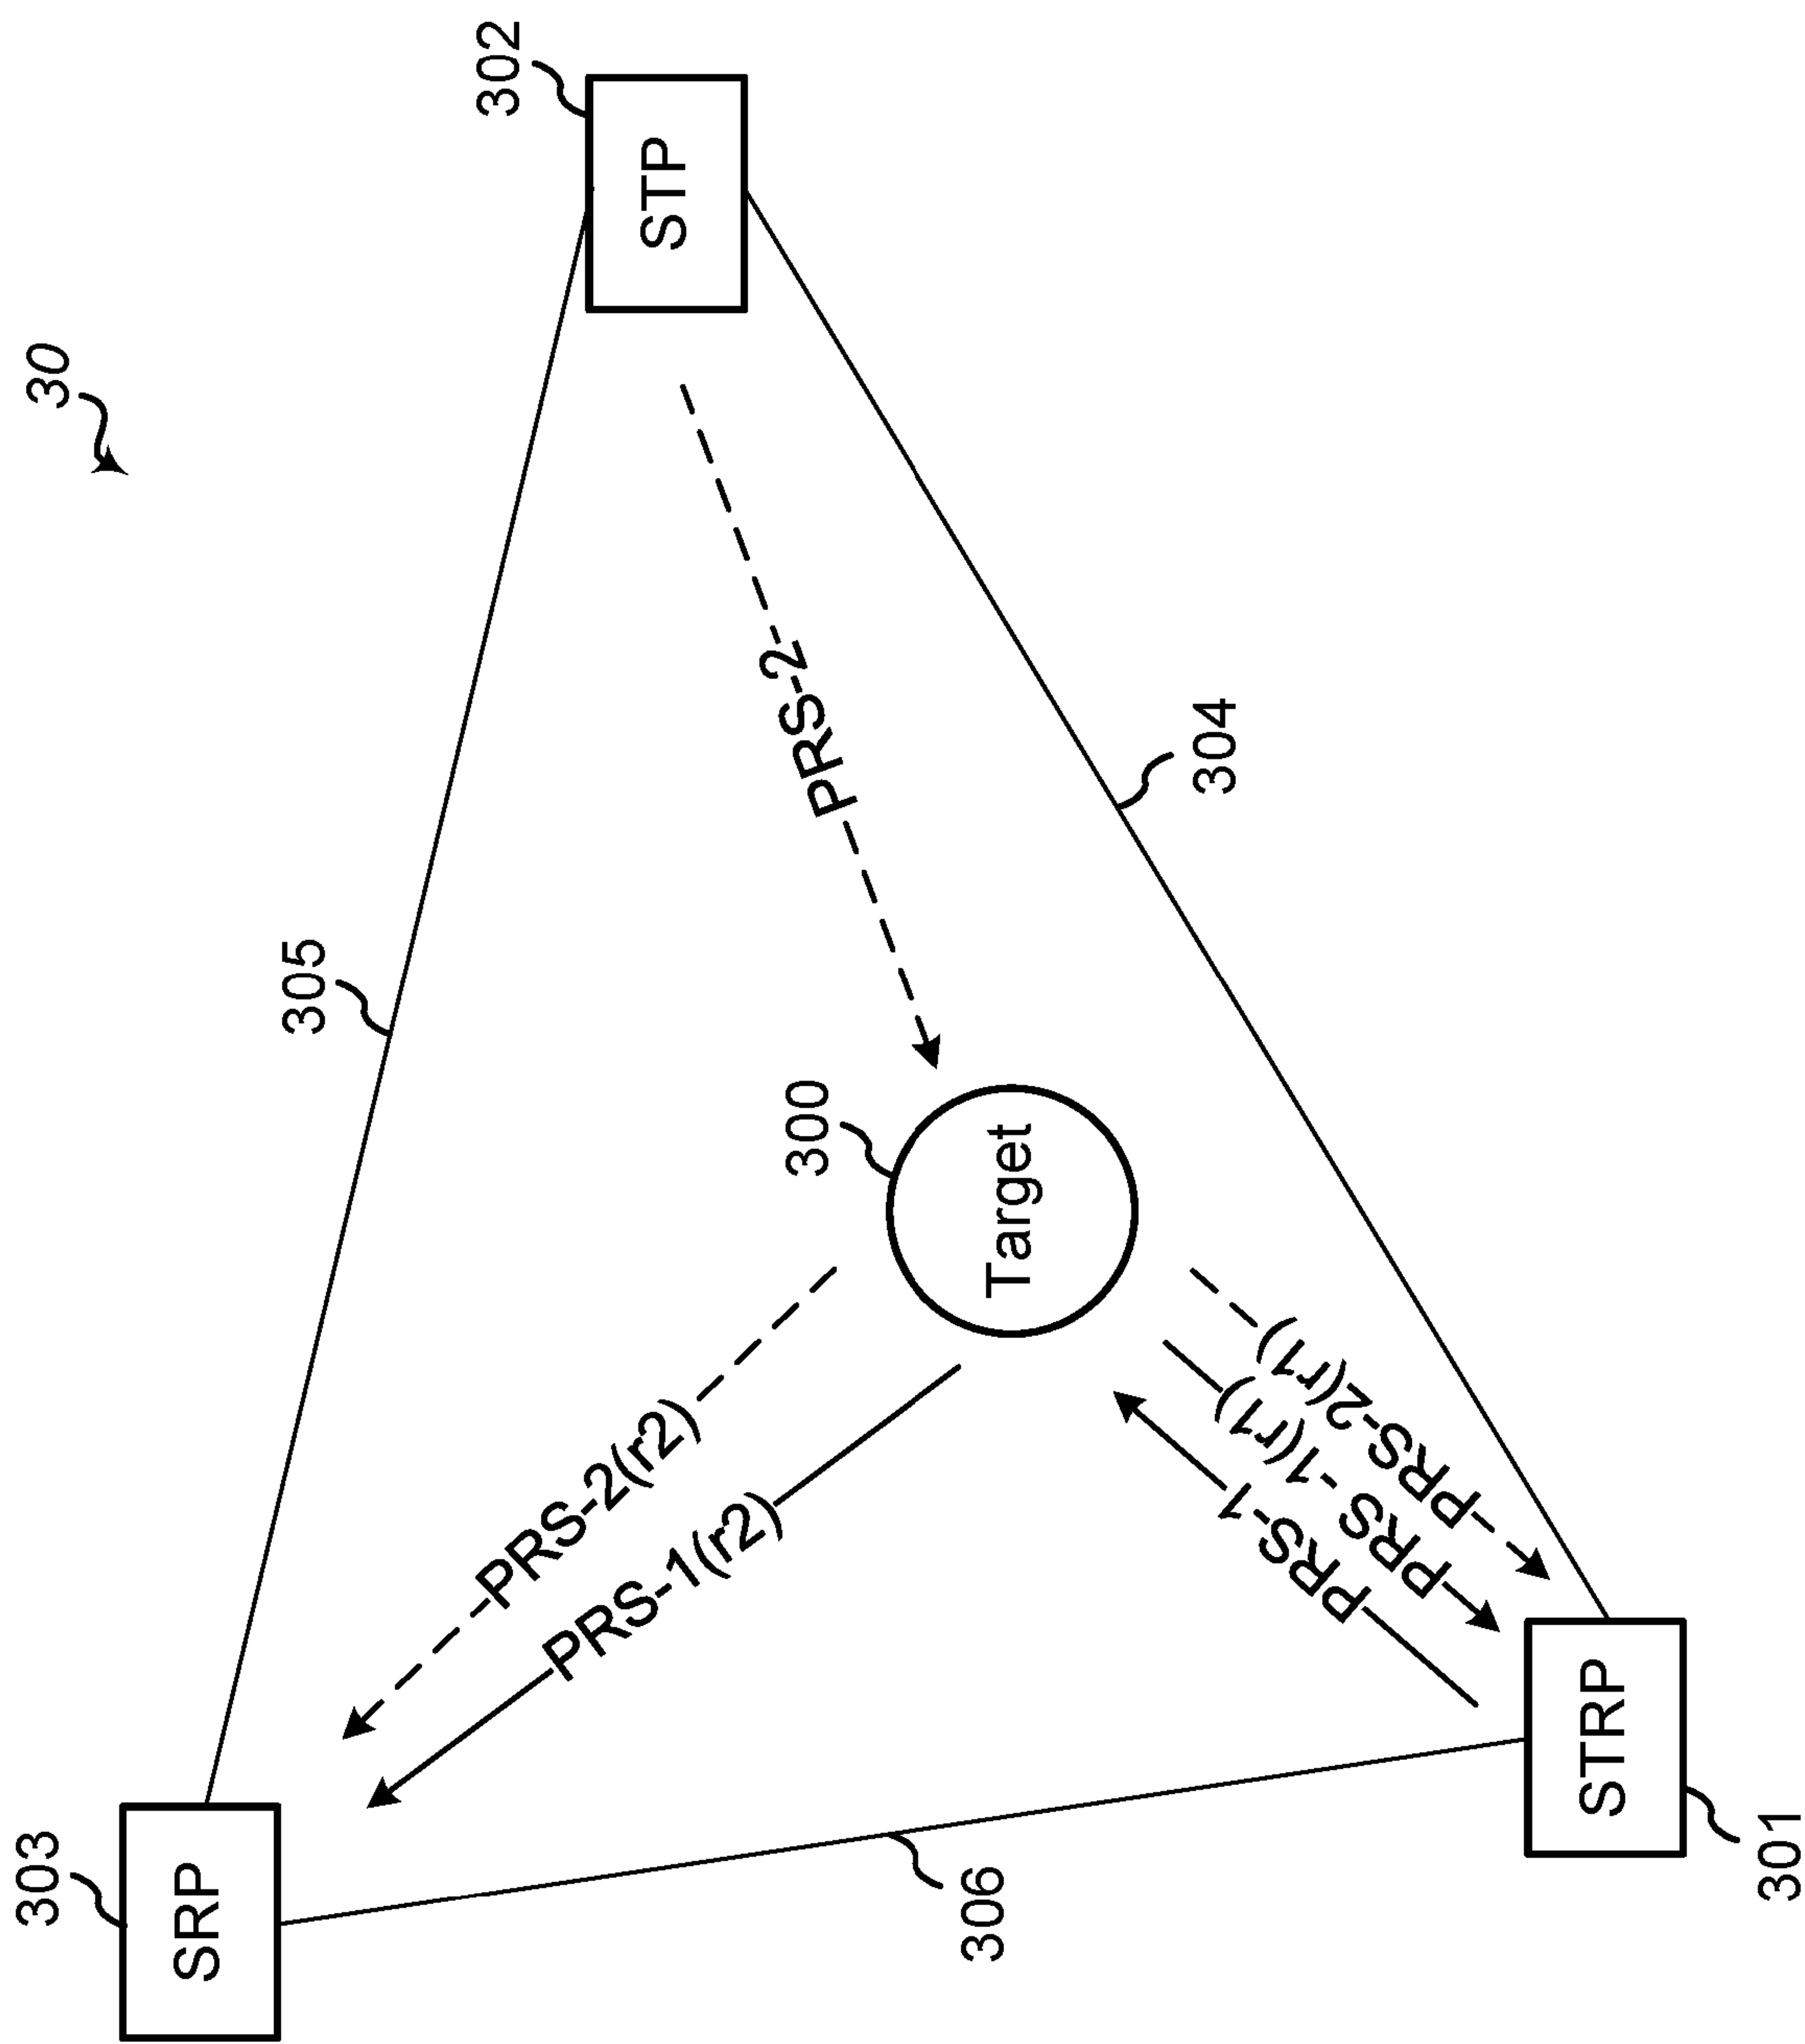 303
30
SRP
305
302
PRS-2(r2)
STP
PRS-1(r2)
PRS-2
300
306
Target
304
PRS-1
PRS-1(r1)
PRS-2(r1)
STRP
301